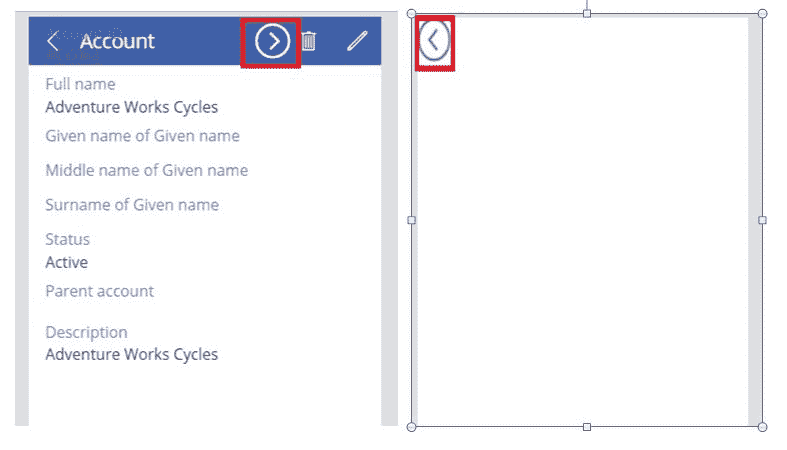 Account
Full name
Adventure Works Cycles
Given name of Given name
Middle name of Given name
Surname of Given name
Status
Active
Parent account
Description
Adventure Works Cycles